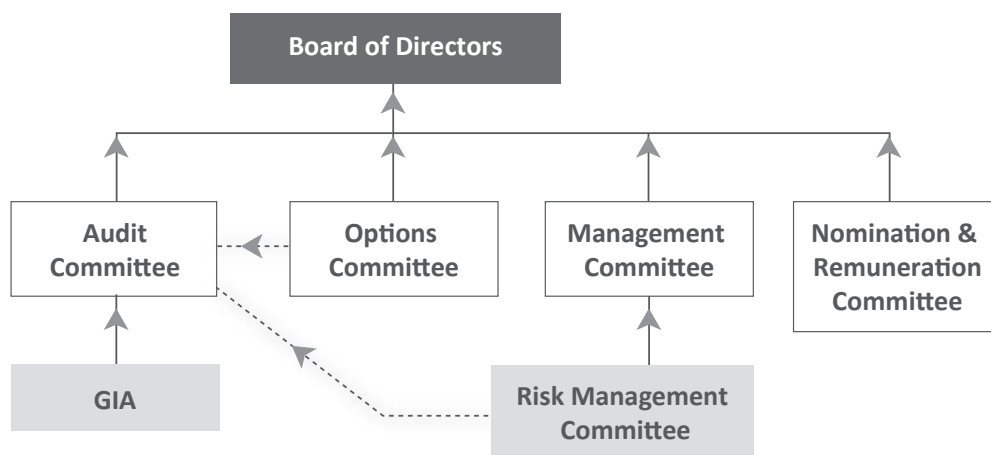 Board of Directors
Audit
Committee
Options
Committee
Management
Committee
Nomination &
Remuneration
Committee
GIA
Risk Management
Committee